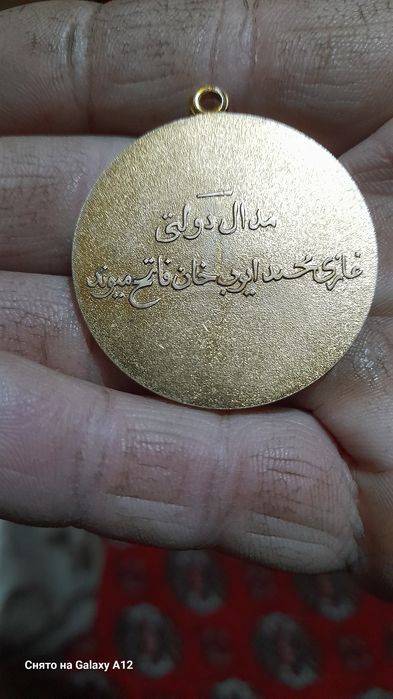 مدال دولتی
غازی محمد ایوب خان فاتح میوند
Снято на Galaxy A12